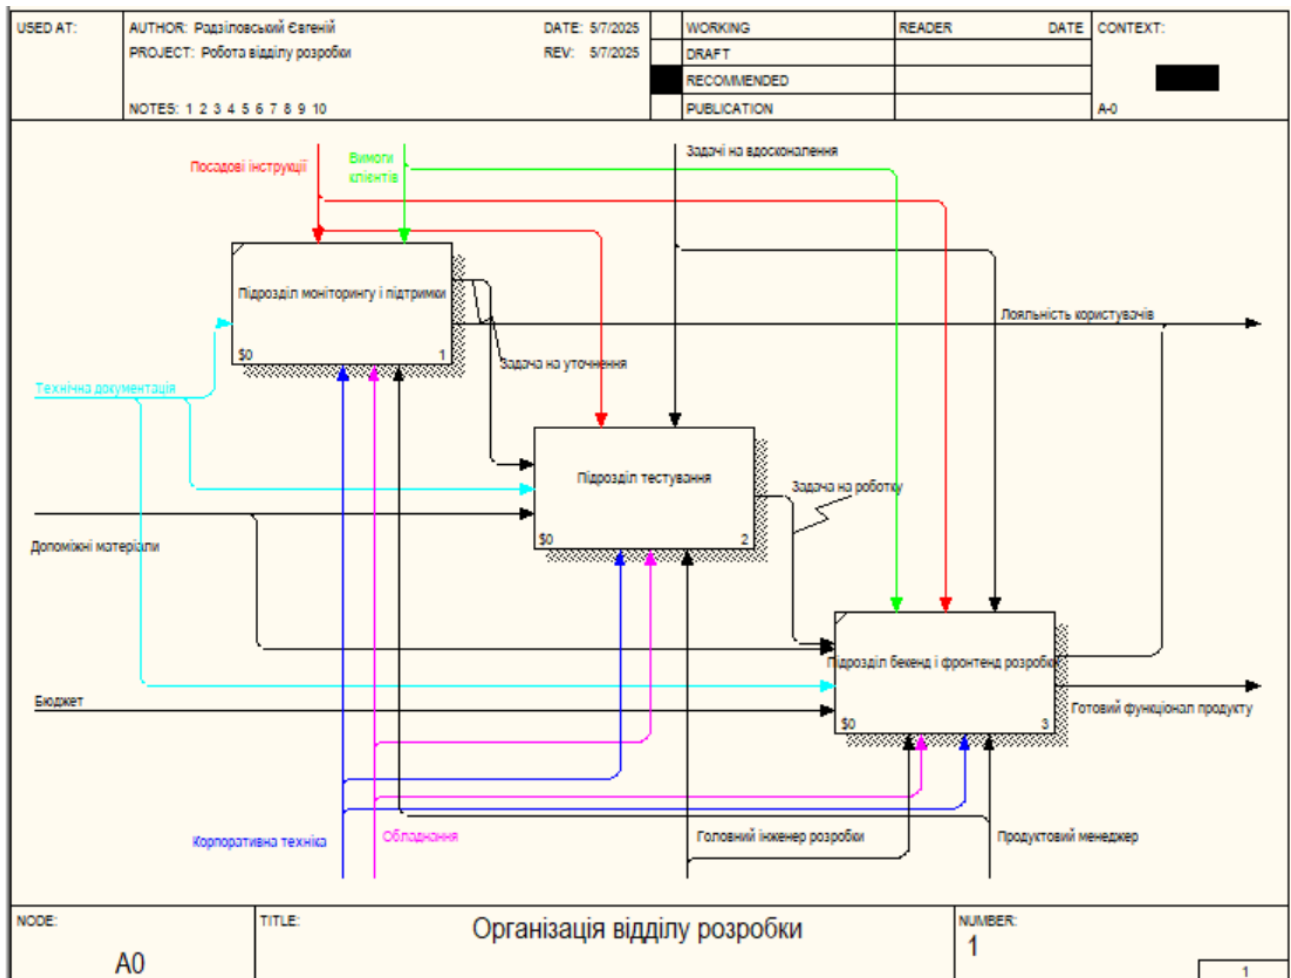 USED AT:
AUTHOR: Радзіловський Євгеній
DATE: 5/7/2025
WORKING
READER
DATE
CONTEXT:
PROJECT: Робота відділу розробки
REV: 5/7/2025
DRAFT
RECOMMENDED
NOTES: 1 2 3 4 5 6 7 8 9 10
PUBLICATION
A-0
Посадові інструкції
Вимоги
клієнтів
Задачі на вдосконалення
Підрозділ моніторингу і підтримки
$0
1
Лояльність користувачів
Задача на уточнення
Технічна документація
Підрозділ тестування
$0
2
Задача на роботку
Допоміжні матеріали
Підрозділ бекенд і фронтенд розробки
$0
3
Бюджет
Готовий функціонал продукту
Корпоративна техніка
Обладнання
Головний інженер розробки
Продуктовий менеджер
NODE:
A0
TITLE:
Організація відділу розробки
NUMBER:
1
1